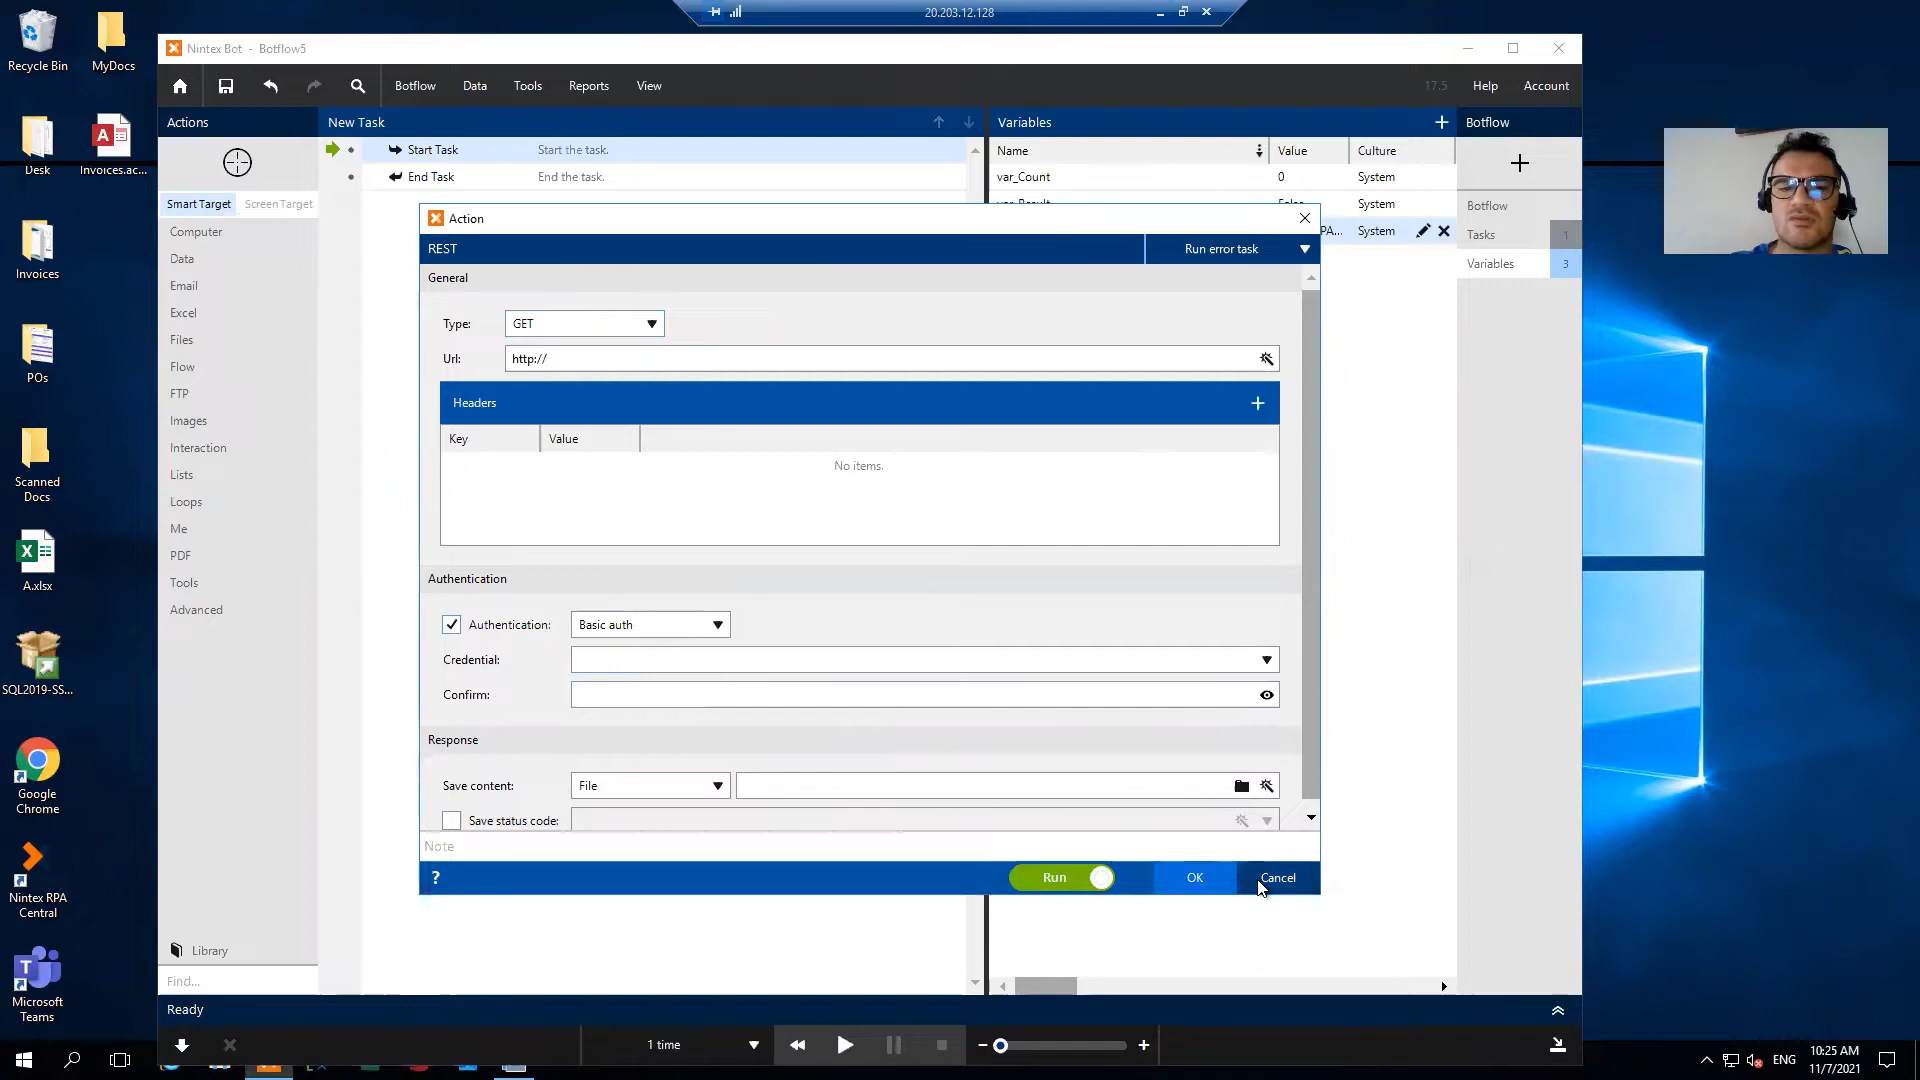 20.203.12.128
Recycle Bin
MyDocs
Desk
Invoices.ac...
Invoices
POs
Scanned
Docs
A.xlsx
SQL2019-SS...
Google
Chrome
Nintex RPA
Central
Microsoft
Teams
Nintex Bot - Botflow5
Botflow Data Tools Reports View 17.5 Help Account
Actions
Smart Target Screen Target
Computer
Data
Email
Excel
Files
Flow
FTP
Images
Interaction
Lists
Loops
Me
PDF
Tools
Advanced
Library
Find...
New Task
Start Task Start the task.
End Task End the task.
Variables
Name Value Culture
var_Count 0 System
var_Result False System
PA... System
Botflow
Botflow
Tasks 1
Variables 3
Action
REST Run error task
General
Type: GET
Url: http://
Headers
Key Value
No items.
Authentication
Authentication: Basic auth
Credential:
Confirm:
Response
Save content: File
Save status code:
Note
? Run OK Cancel
Ready
1 time
ENG 10:25 AM
11/7/2021